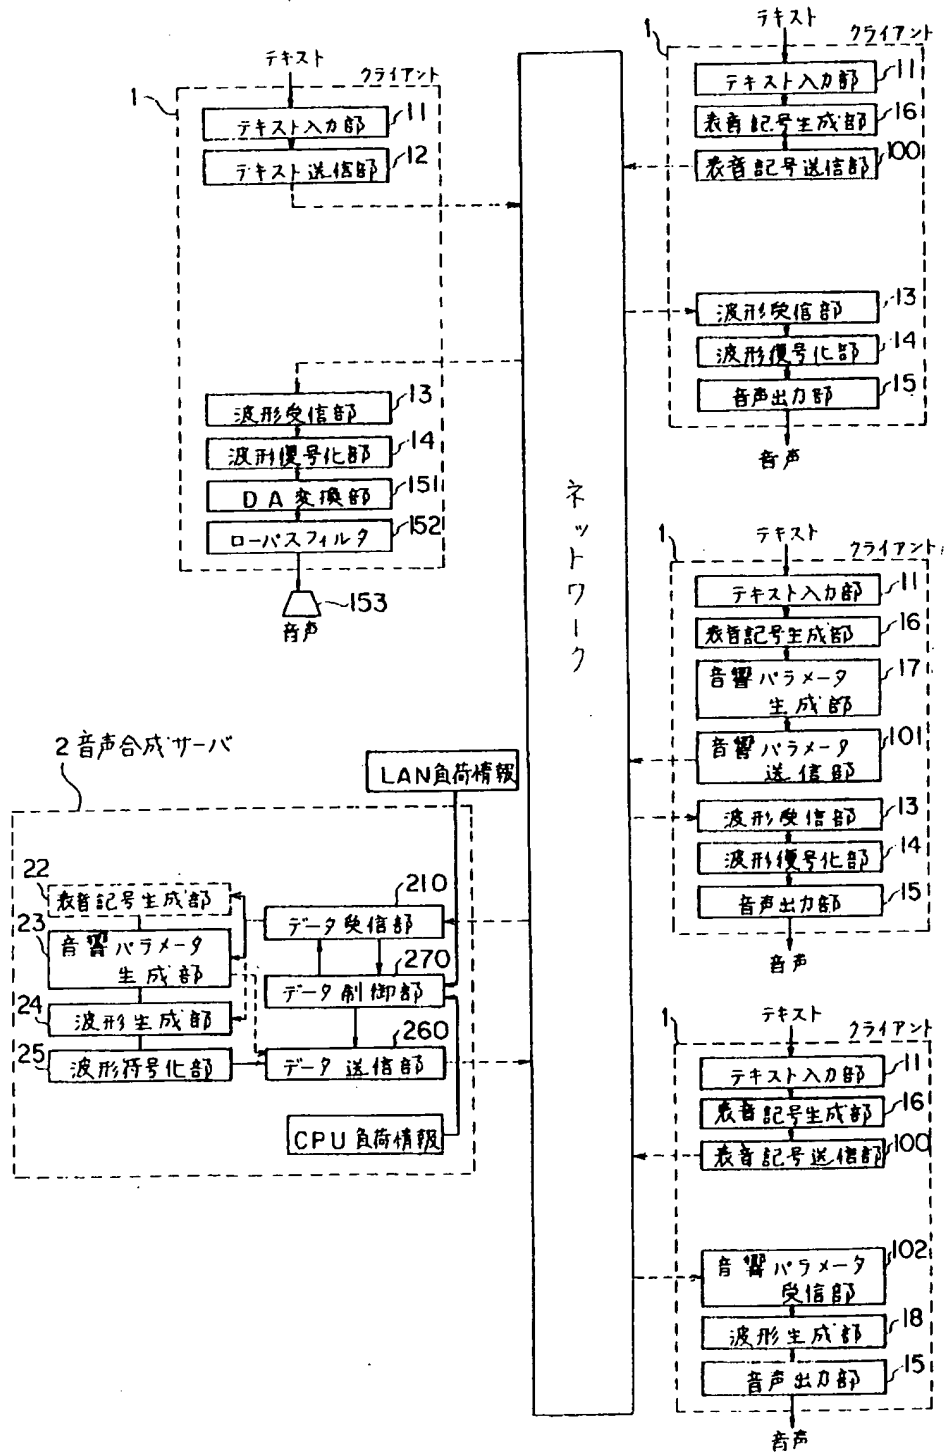 テキスト
クライアント
1
テキスト入力部
11
テキスト送信部
12
波形受信部
13
波形復号化部
14
DA変換部
151
ローパスフィルタ
152
153
音声
2 音声合成サーバ
LAN負荷情報
22
表音記号生成部
23
音響パラメータ
生成部
24
波形生成部
25
波形符号化部
210
データ受信部
270
データ制御部
260
データ送信部
CPU負荷情報
ネットワーク
テキスト
クライアント
1
テキスト入力部
11
表音記号生成部
16
表音記号送信部
100
波形受信部
13
波形復号化部
14
音声出力部
15
音声
テキスト
クライアント
1
テキスト入力部
11
表音記号生成部
16
音響パラメータ
生成部
17
音響パラメータ
送信部
101
波形受信部
13
波形復号化部
14
音声出力部
15
音声
テキスト
クライアント
1
テキスト入力部
11
表音記号生成部
16
表音記号送信部
100
音響パラメータ
受信部
102
波形生成部
18
音声出力部
15
音声